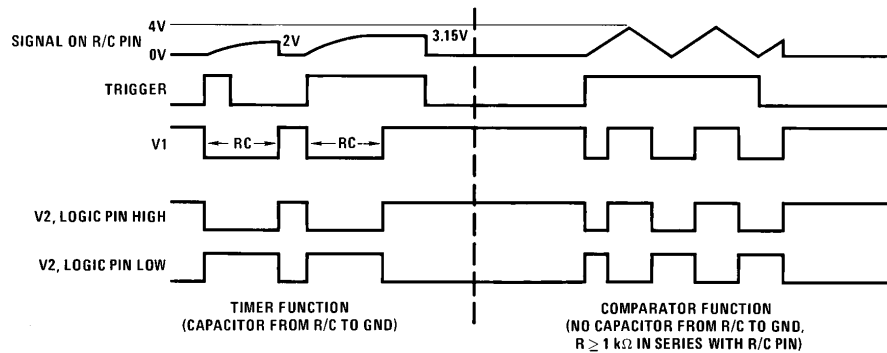 4V
SIGNAL ON R/C PIN
2V
3.15V
0V
TRIGGER
V1
RC
RC
V2, LOGIC PIN HIGH
V2, LOGIC PIN LOW
TIMER FUNCTION
(CAPACITOR FROM R/C TO GND)
COMPARATOR FUNCTION
(NO CAPACITOR FROM R/C TO GND,
R ≥ 1 kΩ IN SERIES WITH R/C PIN)